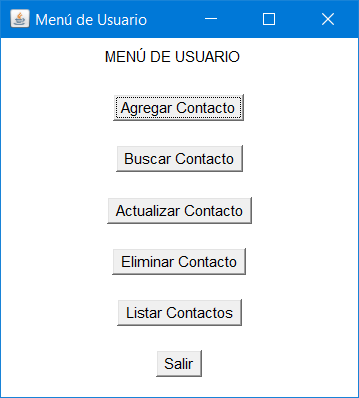 Menú de Usuario
MENÚ DE USUARIO
Agregar Contacto
Buscar Contacto
Actualizar Contacto
Eliminar Contacto
Listar Contactos
Salir